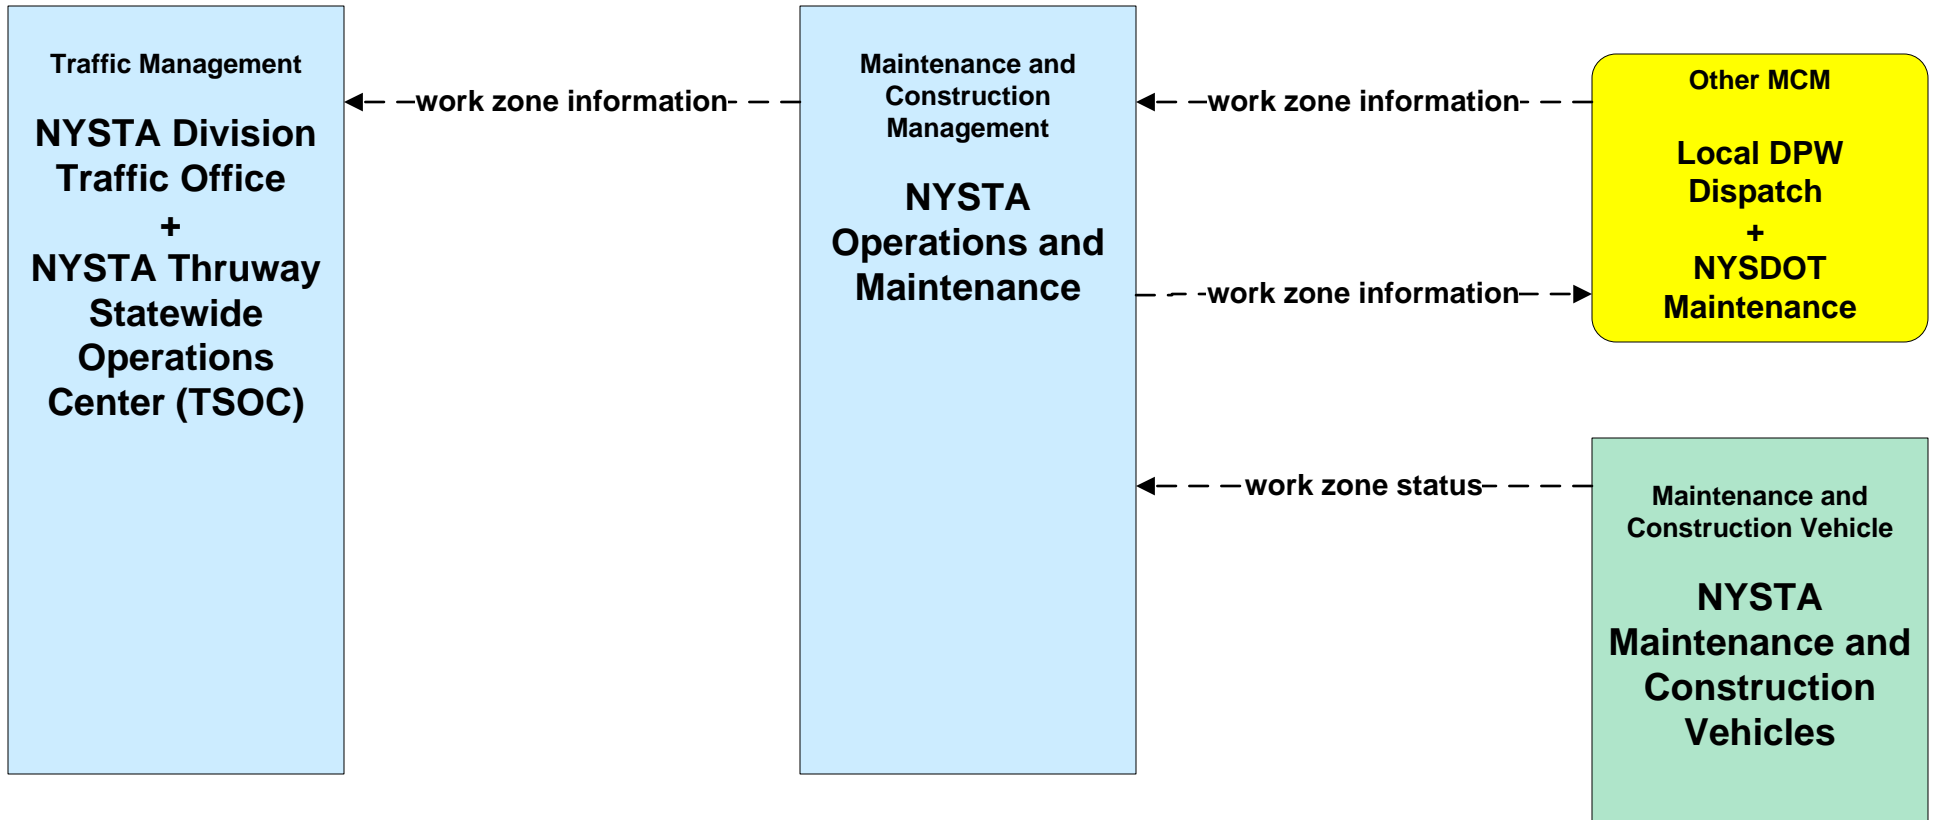 Traffic Management
NYSTA Division
Traffic Office
+
NYSTA Thruway
Statewide
Operations
Center (TSOC)
work zone information
Maintenance and
Construction
Management
NYSTA
Operations and
Maintenance
work zone information
work zone information
work zone status
Other MCM
Local DPW
Dispatch
+
NYSDOT
Maintenance
Maintenance and
Construction Vehicle
NYSTA
Maintenance and
Construction
Vehicles